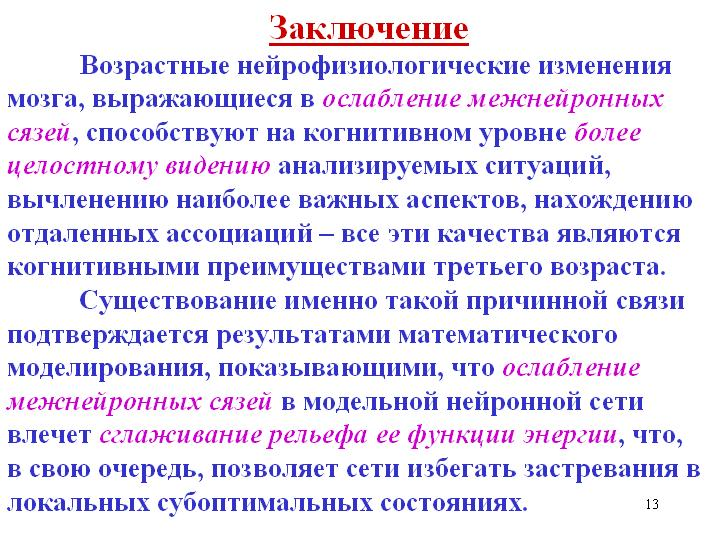 Заключение
Возрастные нейрофизиологические изменения
мозга, выражающиеся в ослабление межнейронных
сязей, способствуют на когнитивном уровне более
целостному видению анализируемых ситуаций,
вычленению наиболее важных аспектов, нахождению
отдаленных ассоциаций – все эти качества являются
когнитивными преимуществами третьего возраста.
Существование именно такой причинной связи
подтверждается результатами математического
моделирования, показывающими, что ослабление
межнейронных сязей в модельной нейронной сети
влечет сглаживание рельефа ее функции энергии, что,
в свою очередь, позволяет сети избегать застревания в
локальных субоптимальных состояниях.
13